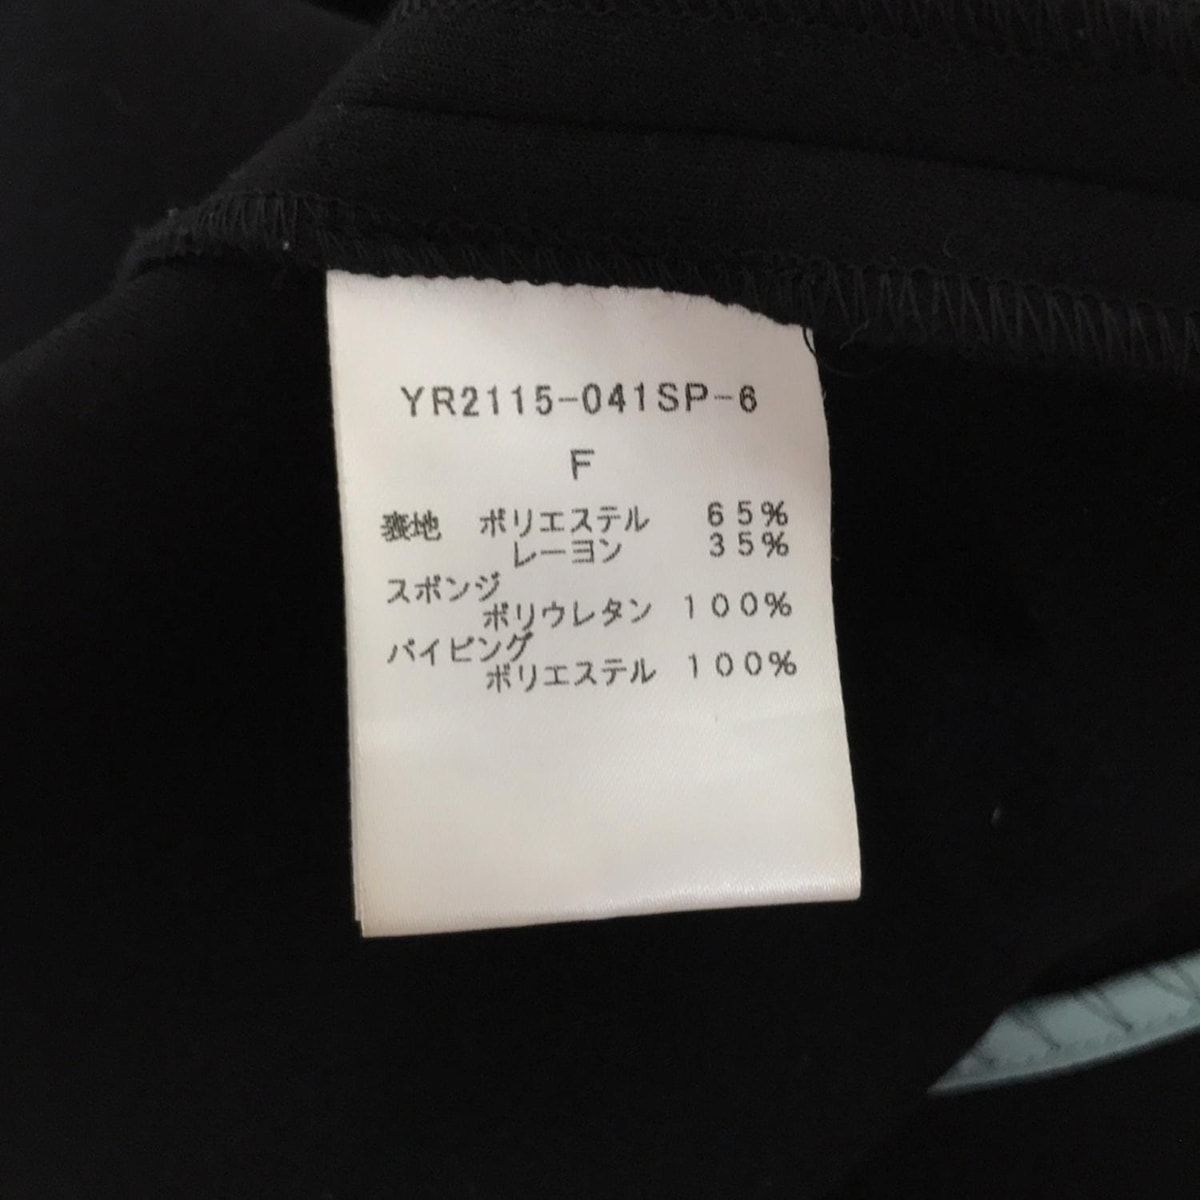 YR2115-041SP-6
F
表地 ポリエステル 65%
レーヨン 35%
スポンジ
ポリウレタン 100%
パイピング
ポリエステル 100%